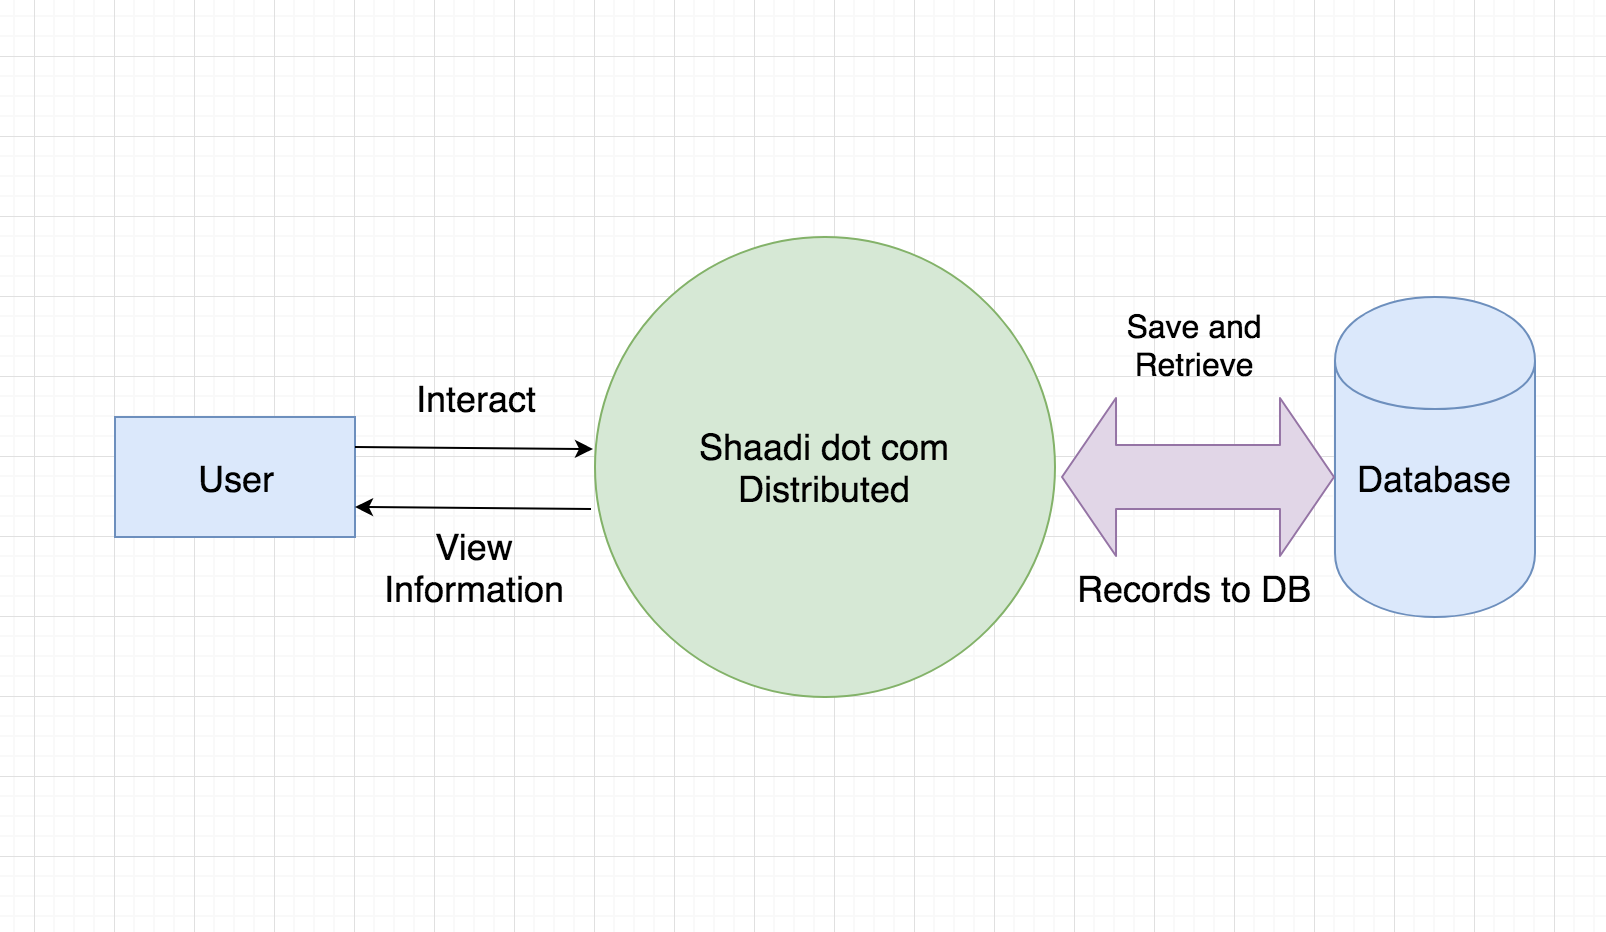 User
Interact
View
Information
Shaadi dot com
Distributed
Save and
Retrieve
Records to DB
Database